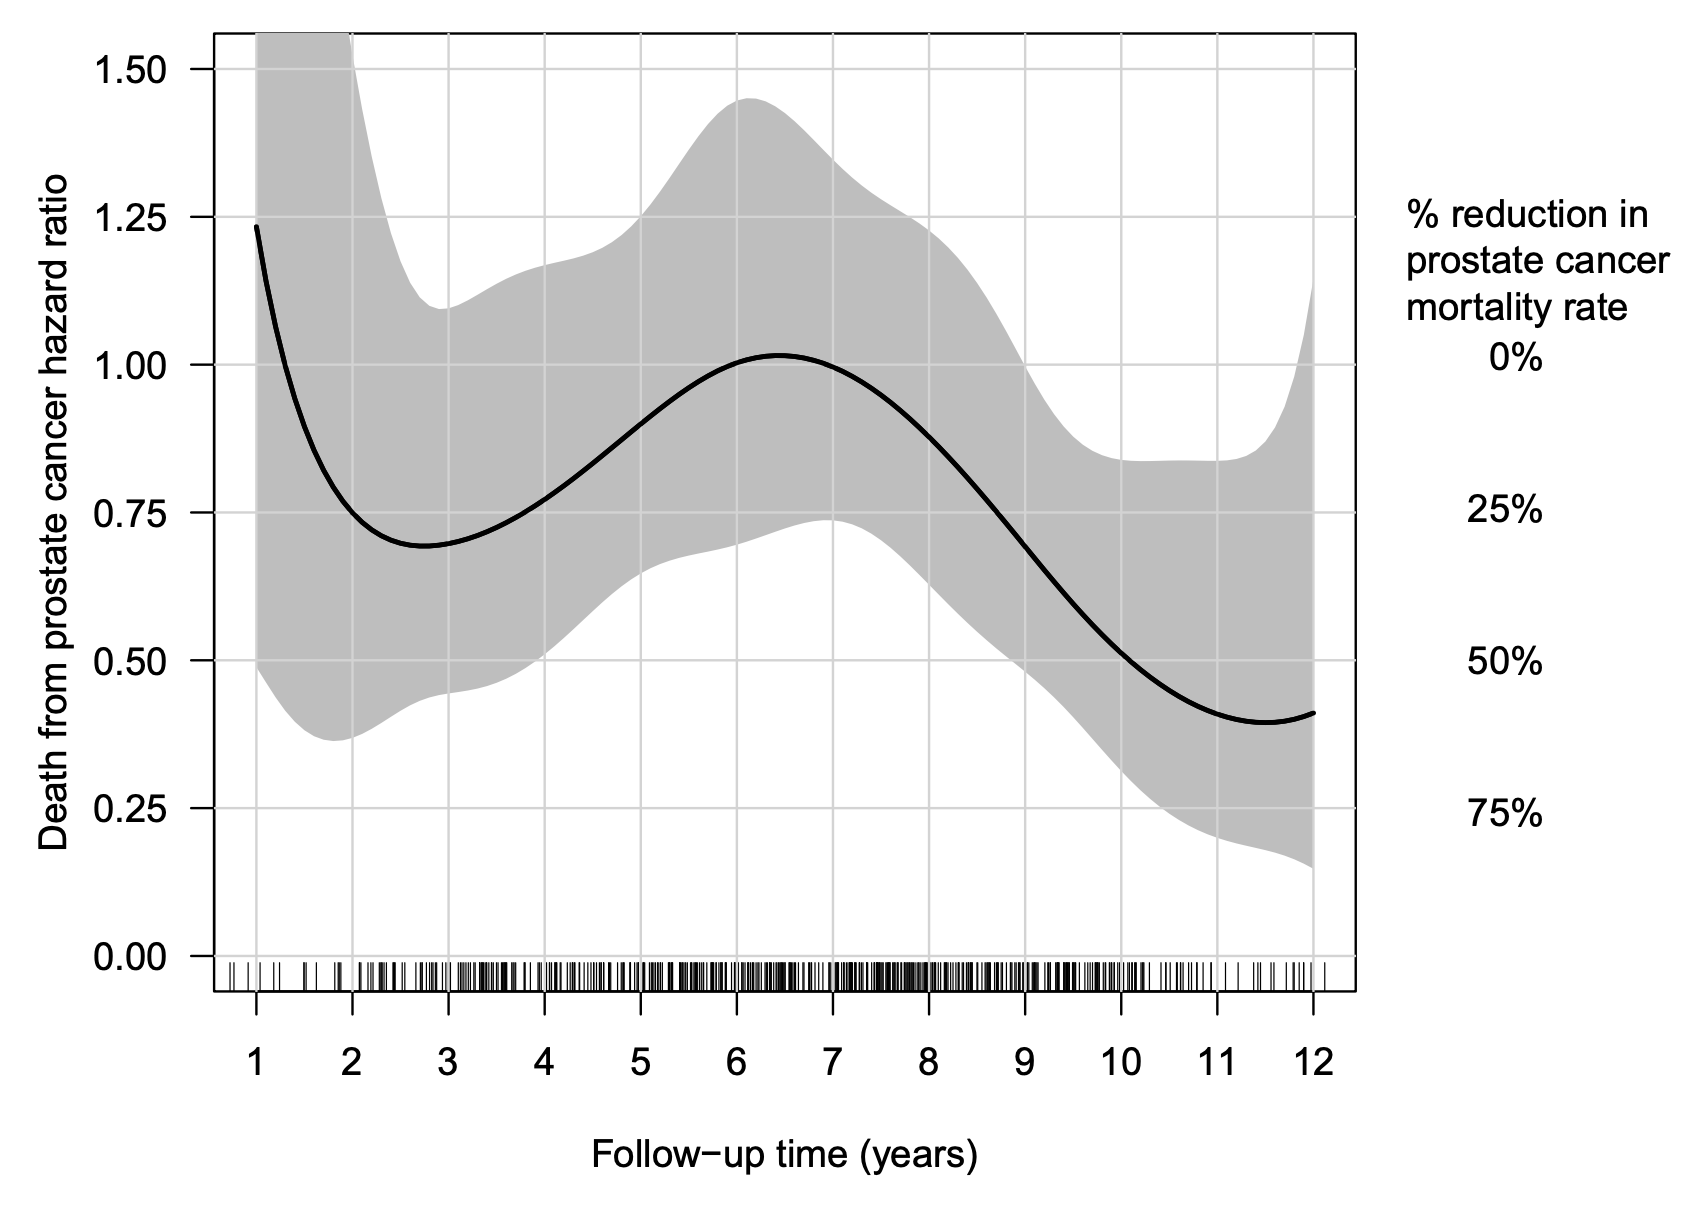 Death from prostate cancer hazard ratio
1.50
1.25
1.00
0.75
0.50
0.25
0.00
1 2 3 4 5 6 7 8 9 10 11 12
Follow−up time (years)
% reduction in
prostate cancer
mortality rate
0%
25%
50%
75%